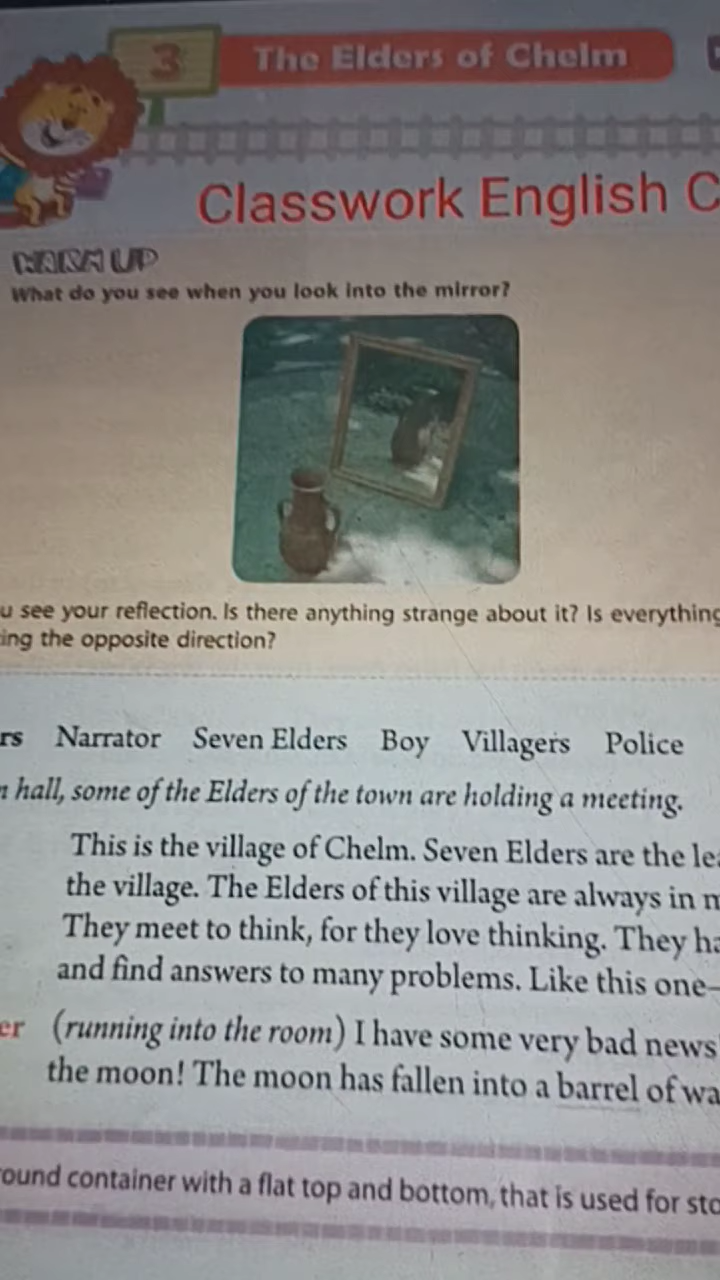 3
The Elders of Chelm
Classwork English C
WARM UP
What do you see when you look into the mirror?
u see your reflection. Is there anything strange about it? Is everything
ing the opposite direction?
rs Narrator Seven Elders Boy Villagers Police
hall, some of the Elders of the town are holding a meeting.
This is the village of Chelm. Seven Elders are the lea
the village. The Elders of this village are always in m
They meet to think, for they love thinking. They ha
and find answers to many problems. Like this one–
er (running into the room) I have some very bad news
the moon! The moon has fallen into a barrel of wa
ound container with a flat top and bottom, that is used for sto